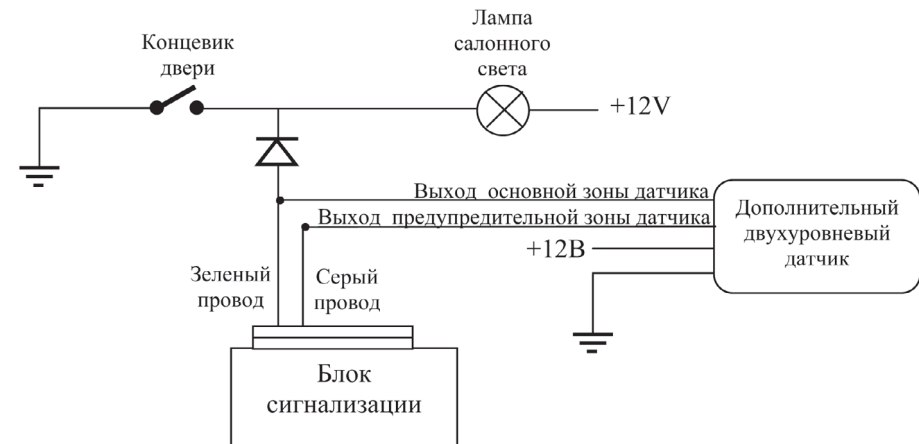 Лампа
салонного
света
Концевик
двери
+12V
Выход основной зоны датчика
Выход предупредительной зоны датчика
+12В
Дополнительный
двухуровневый
датчик
Зеленый
провод
Серый
провод
Блок
сигнализации